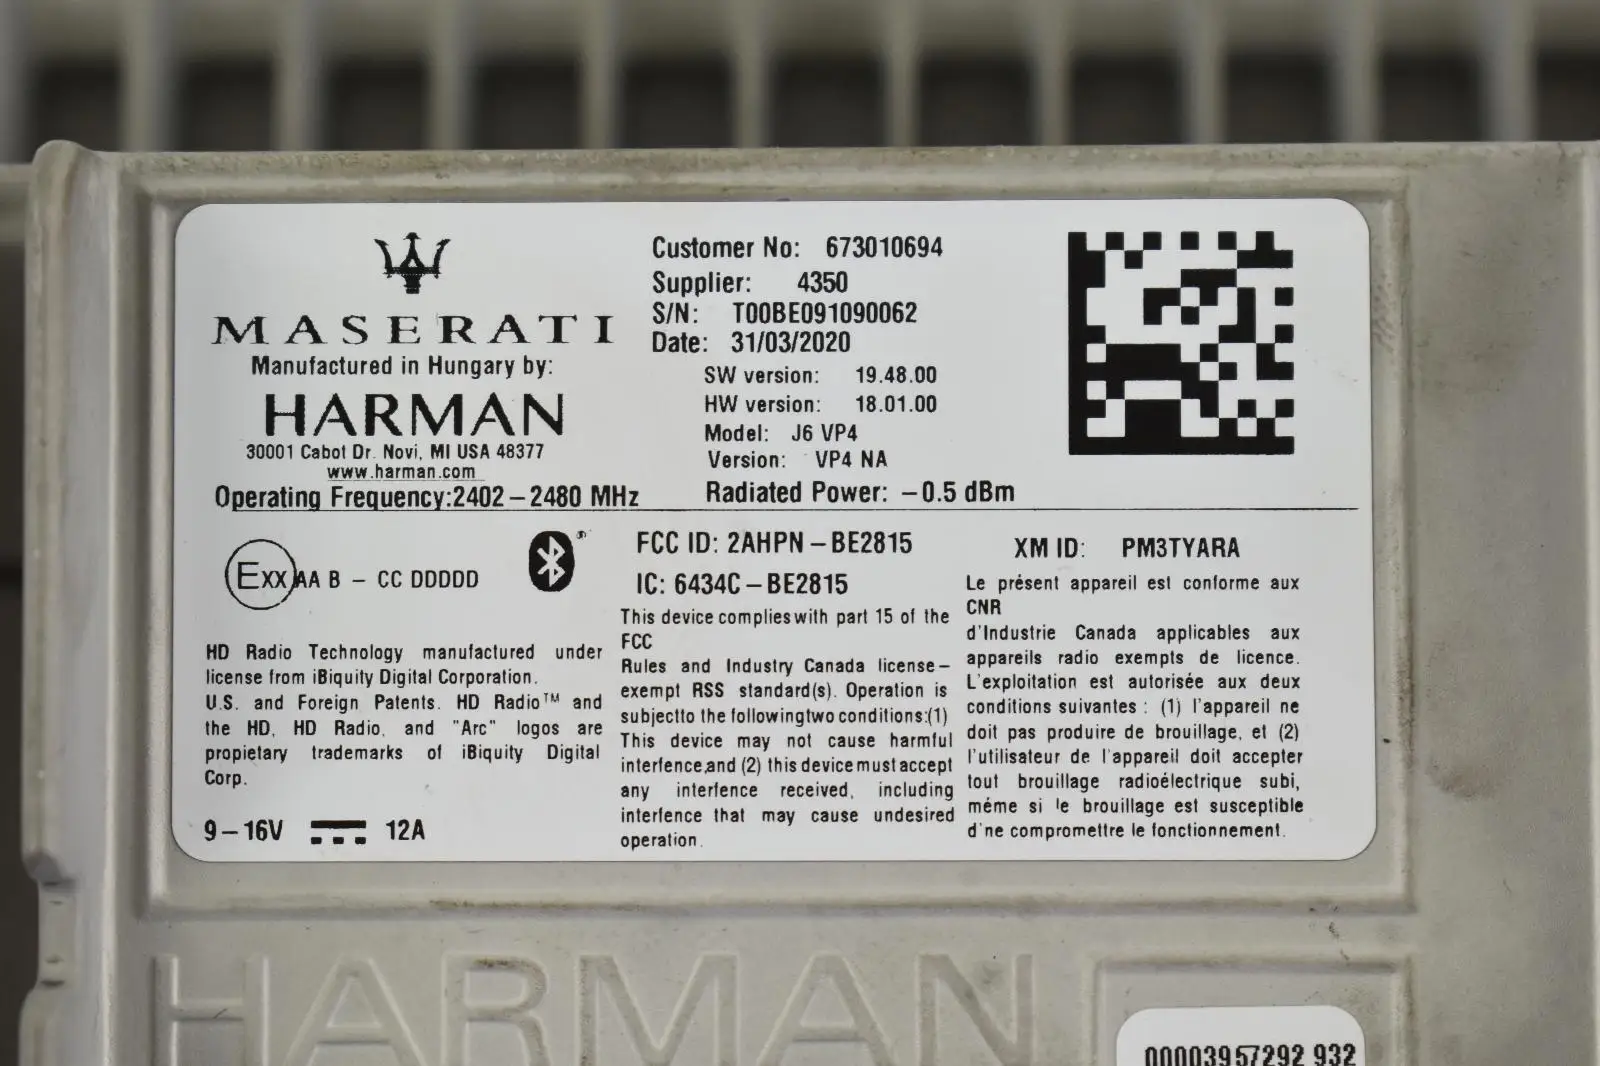 MASERATI
Manufactured in Hungary by:
HARMAN
30001 Cabot Dr. Novi, MI USA 48377
www.harman.com
Operating Frequency:2402–2480 MHz
Customer No: 673010694
Supplier: 4350
S/N: T00BE091090062
Date: 31/03/2020
SW version: 19.48.00
HW version: 18.01.00
Model: J6 VP4
Version: VP4 NA
Radiated Power: –0.5 dBm
Exx AA B – CC DDDDD
HD Radio Technology manufactured under
license from iBiquity Digital Corporation.
U.S. and Foreign Patents. HD Radio™ and
the HD, HD Radio, and "Arc" logos are
propietary trademarks of iBiquity Digital
Corp.
9–16V 12A
FCC ID: 2AHPN–BE2815
IC: 6434C–BE2815
This device complieswith part 15 of the
FCC
Rules and Industry Canada license–
exempt RSS standard(s). Operation is
subjectto the followingtwo conditions:(1)
This device may not cause harmful
interfence,and (2) this device must accept
any interfence received, including
interfence that may cause undesired
operation.
XM ID: PM3TYARA
Le présent appareil est conforme aux
CNR
d'Industrie Canada applicables aux
appareils radio exempts de licence.
L'exploitation est autorisée aux deux
conditions suivantes : (1) l'appareil ne
doit pas produire de brouillage, et (2)
l'utilisateur de l'appareil doit accepter
tout brouillage radioélectrique subi,
méme si le brouillage est susceptible
d'ne compromettre le fonctionnement.
HARMAN
00003957292 932